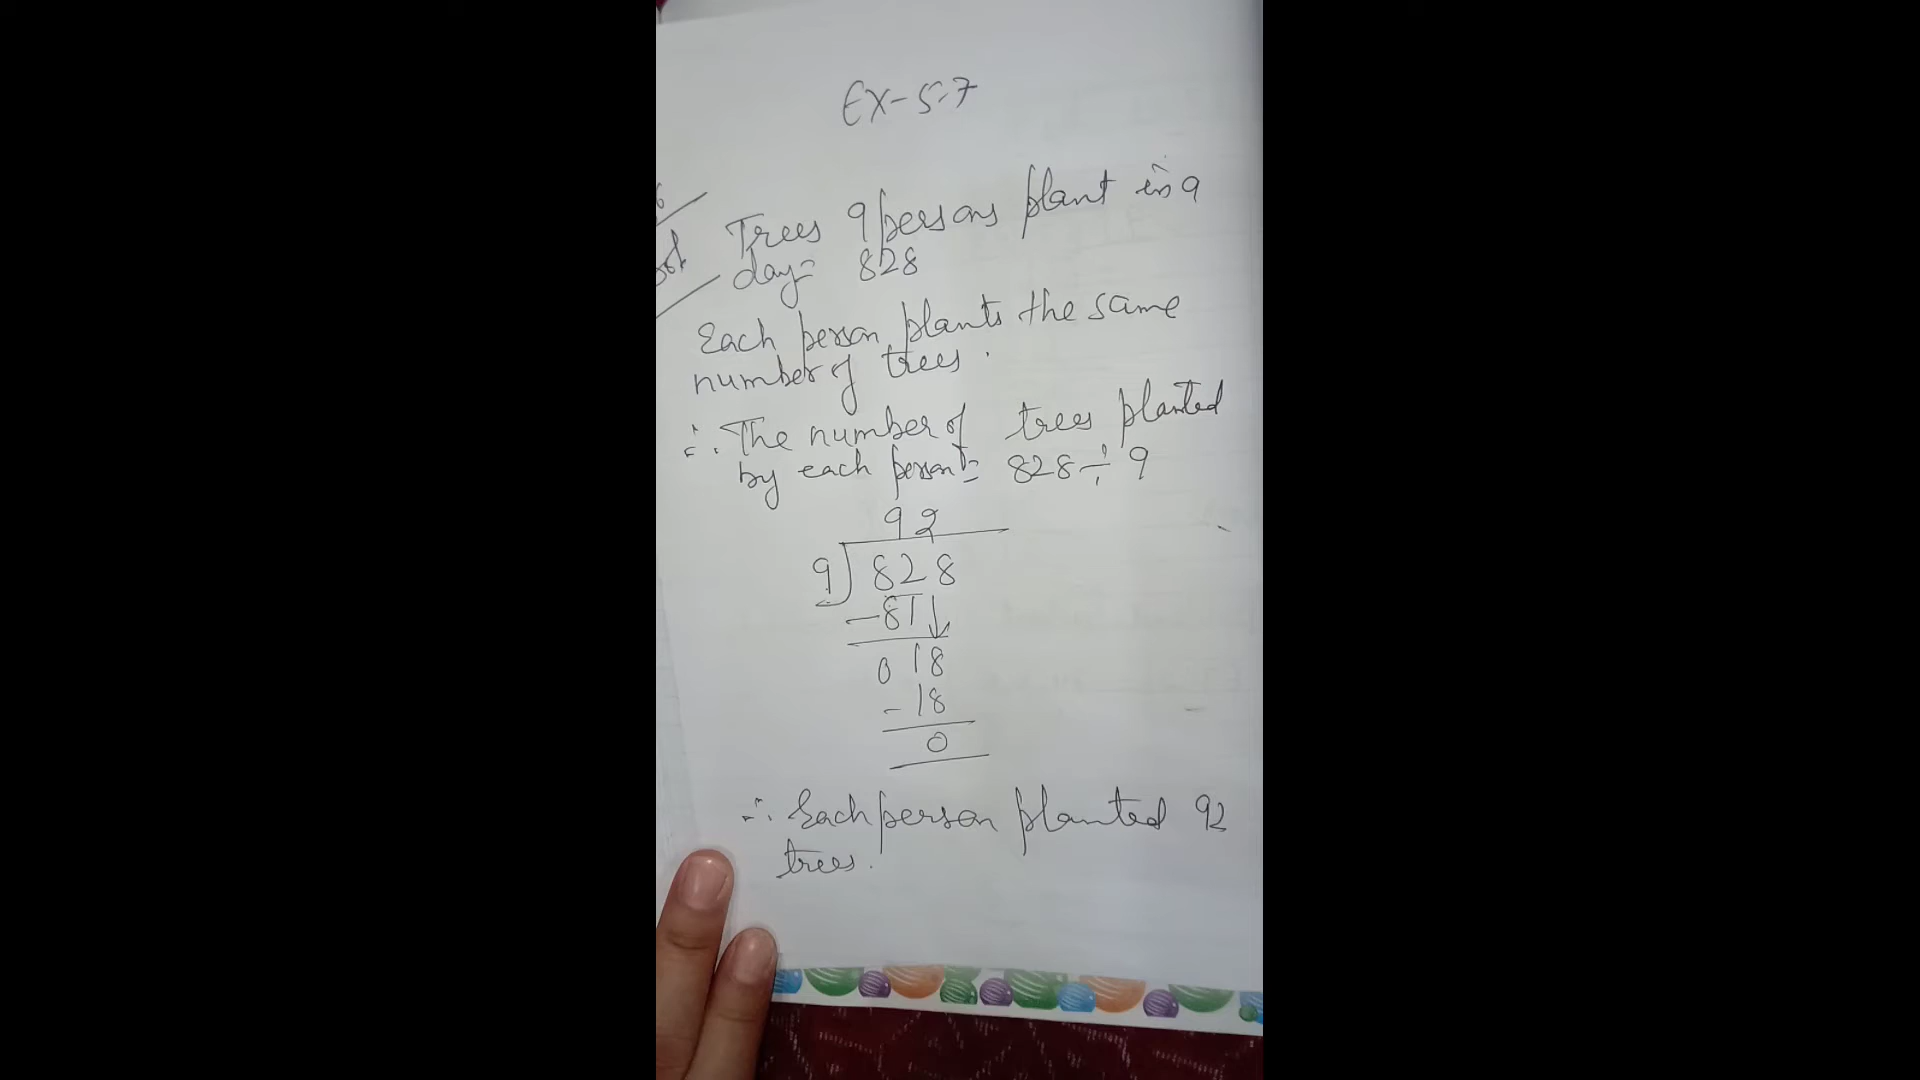 Ex-5.7
Trees 9 persons plant in a
day= 828
Each person plants the same
number of trees.
∴ The number of trees planted
by each person= 828 ÷ 9
92
9)828
-81↓
018
-18
0
∴ Each person planted 92
trees.